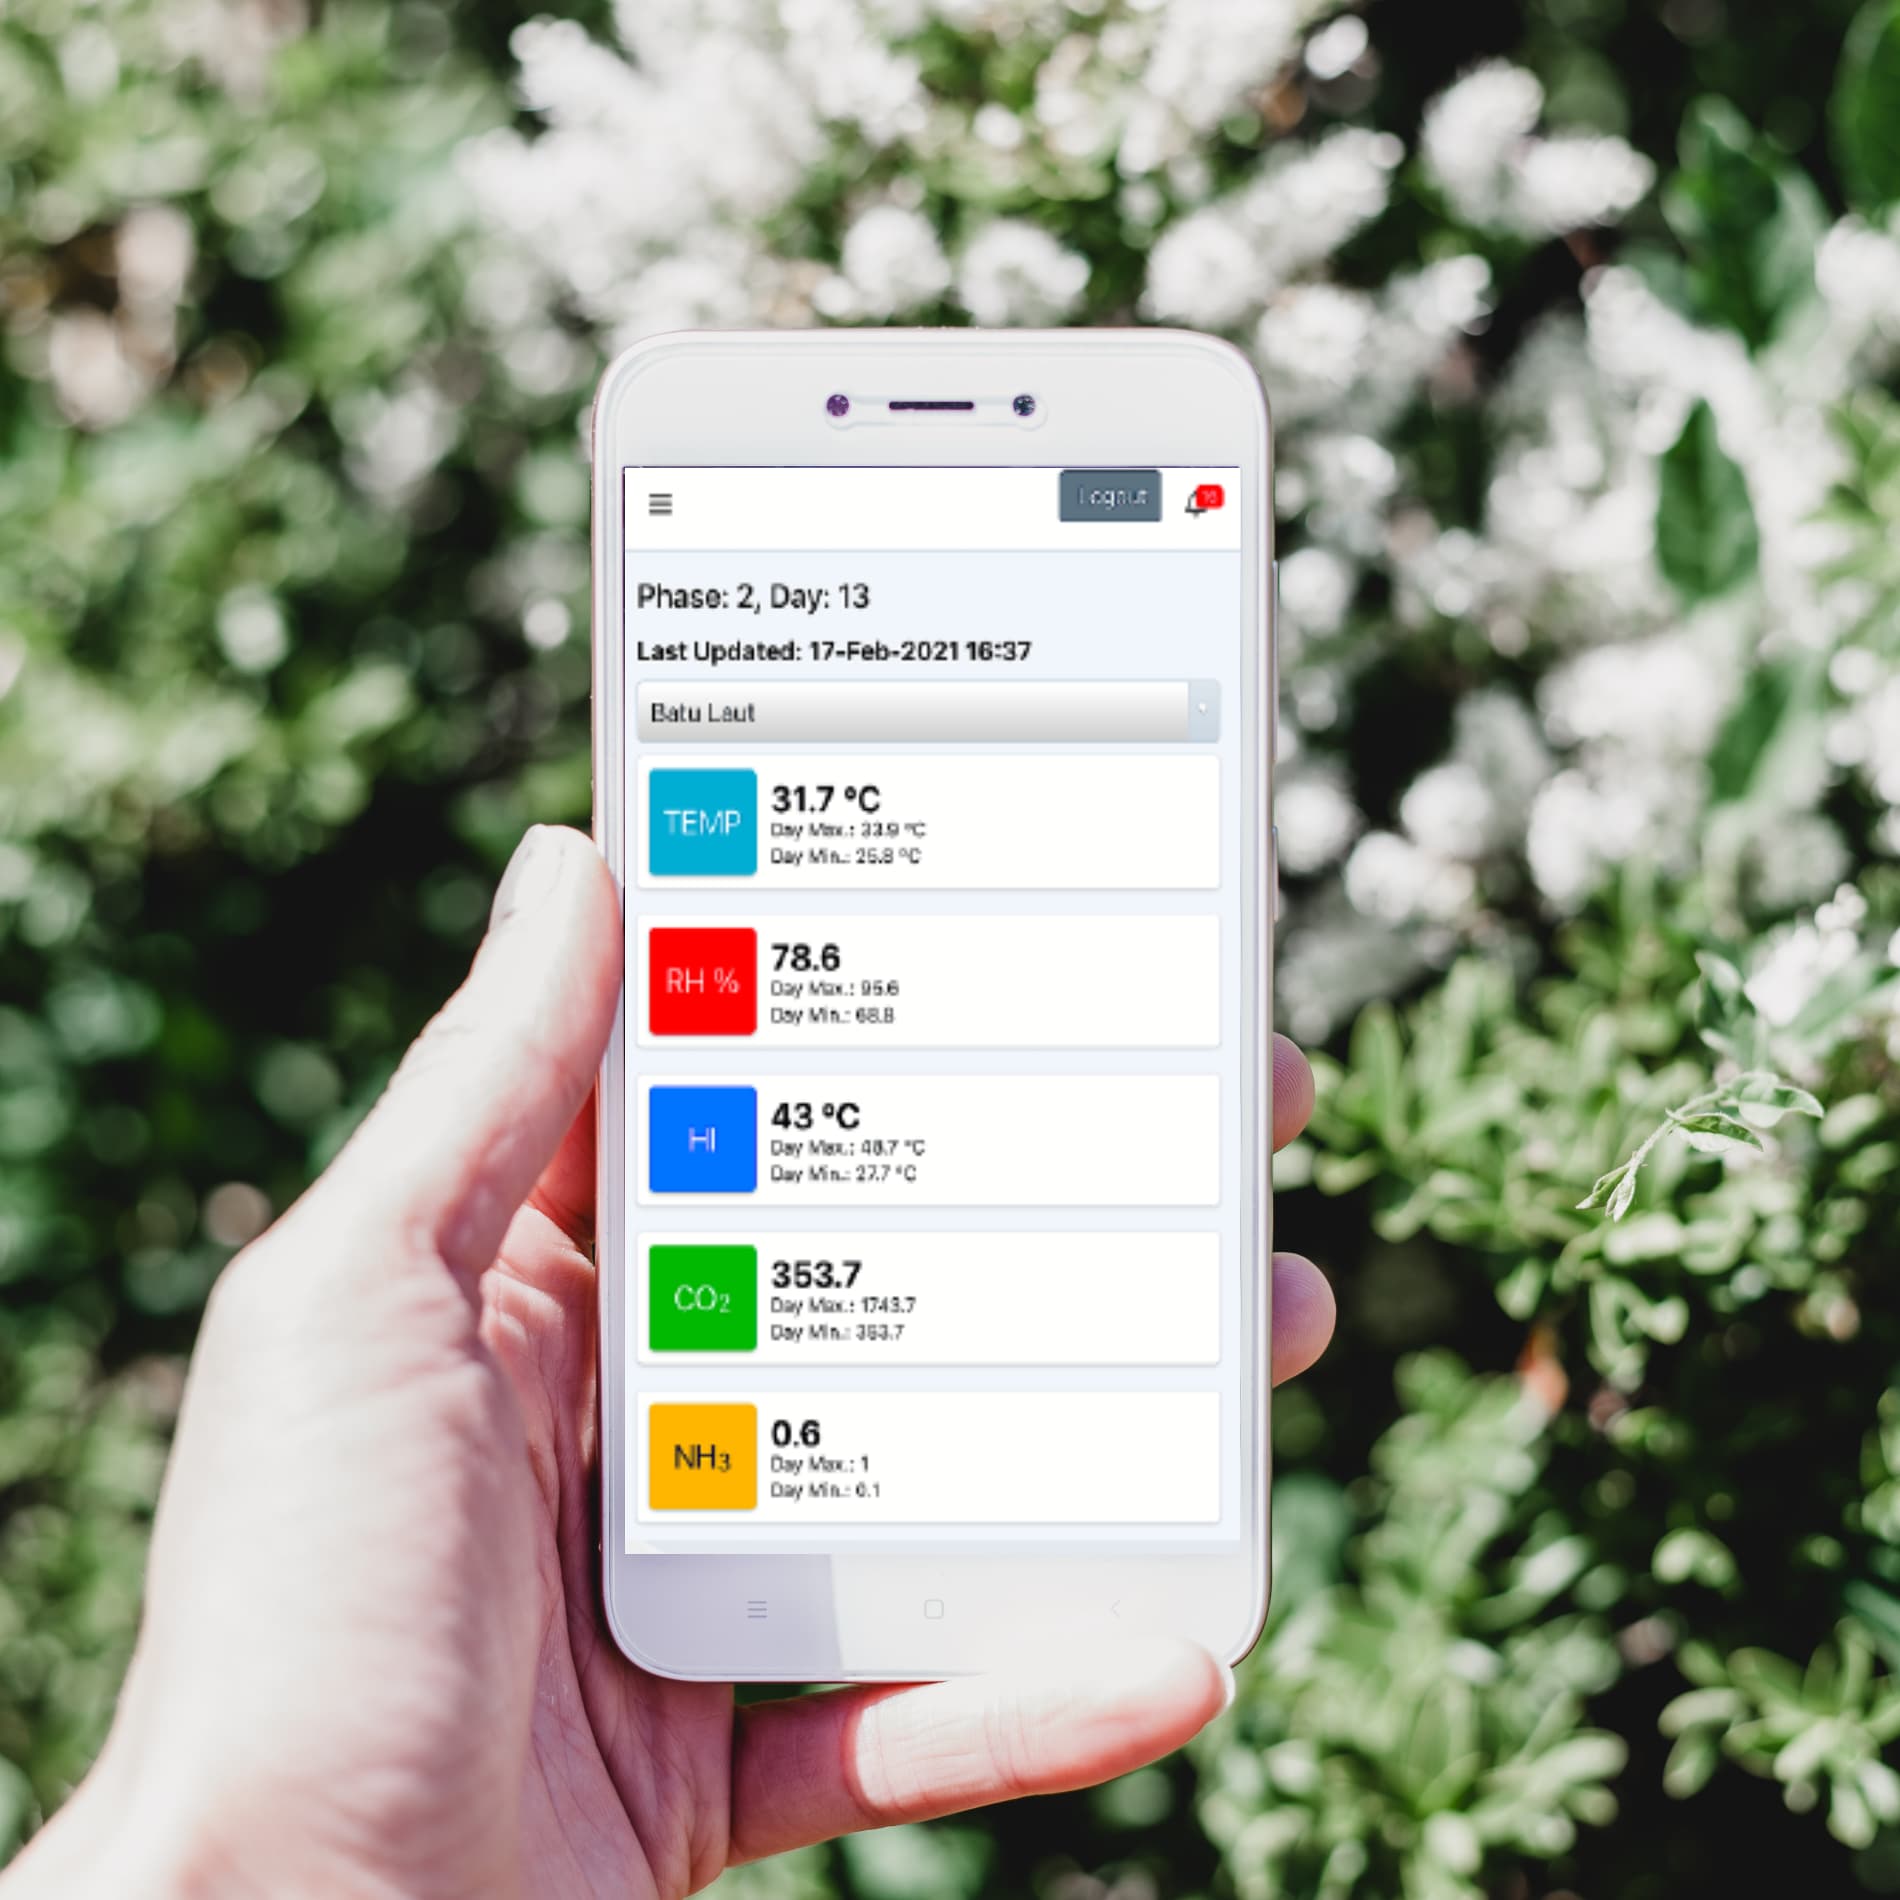 Logout
Phase: 2, Day: 13
Last Updated: 17-Feb-2021 16:37
Batu Laut
TEMP
31.7 °C
Day Max.: 33.9 °C
Day Min.: 25.8 °C
RH %
78.6
Day Max.: 95.6
Day Min.: 68.8
HI
43 °C
Day Max.: 48.7 °C
Day Min.: 27.7 °C
CO₂
353.7
Day Max.: 1743.7
Day Min.: 353.7
NH₃
0.6
Day Max.: 1
Day Min.: 0.1